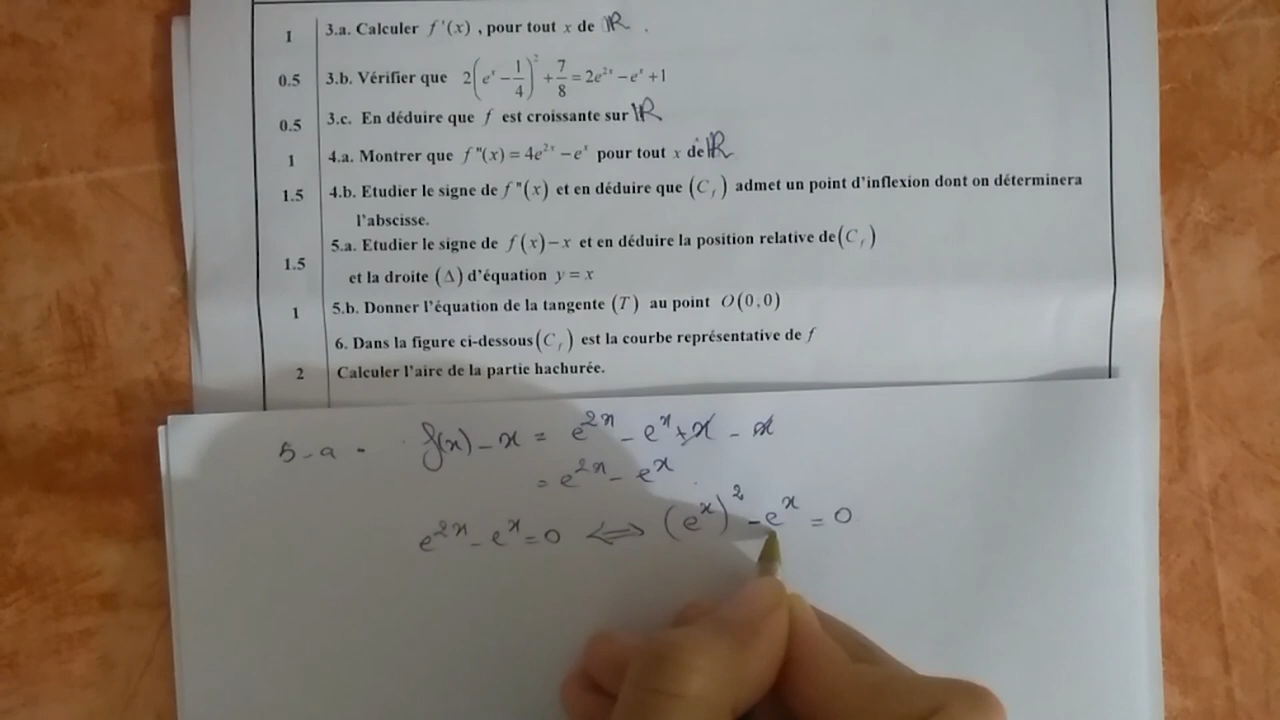 1 3.a. Calculer f'(x) , pour tout x de ℝ .
0.5 3.b. Vérifier que 2(eˣ − 1/4)² + 7/8 = 2e²ˣ − eˣ + 1
0.5 3.c. En déduire que f est croissante sur ℝ
1 4.a. Montrer que f"(x) = 4e²ˣ − eˣ pour tout x de ℝ
1.5 4.b. Etudier le signe de f"(x) et en déduire que (C_f) admet un point d'inflexion dont on déterminera
l'abscisse.
5.a. Etudier le signe de f(x) − x et en déduire la position relative de (C_f)
1.5 et la droite (Δ) d'équation y = x
1 5.b. Donner l'équation de la tangente (T) au point O(0,0)
6. Dans la figure ci-dessous (C_f) est la courbe représentative de f
2 Calculer l'aire de la partie hachurée.
5-a - f(x) - x = e²ˣ - eˣ + x - x
= e²ˣ - eˣ
e²ˣ - eˣ = 0 ⇔ (eˣ)² - eˣ = 0